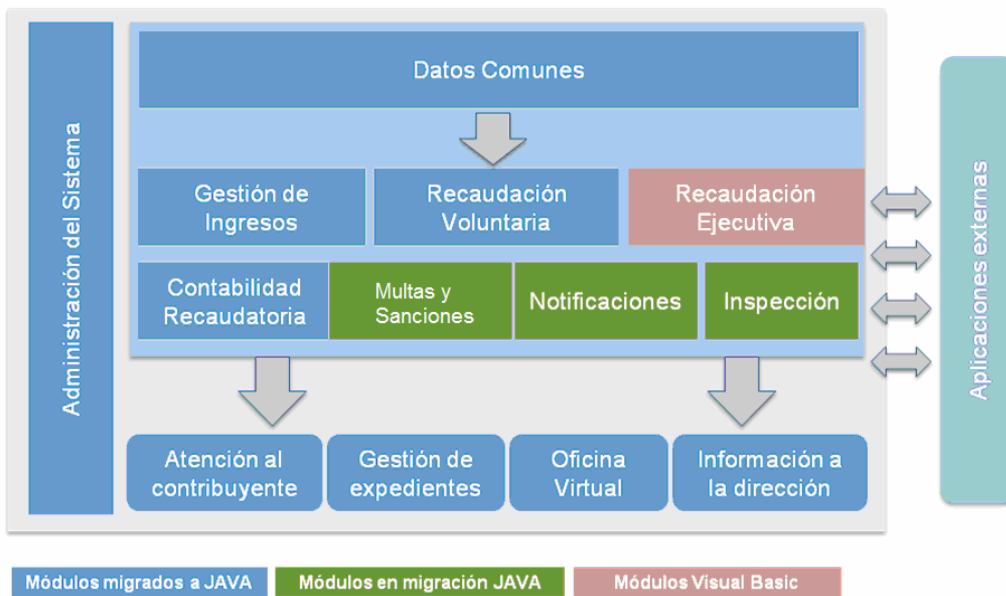 Administración del Sistema
Datos Comunes
Gestión de
Ingresos
Recaudación
Voluntaria
Recaudación
Ejecutiva
Contabilidad
Recaudatoria
Multas y
Sanciones
Notificaciones
Inspección
Atención al
contribuyente
Gestión de
expedientes
Oficina
Virtual
Información a
la dirección
Aplicaciones externas
Módulos migrados a JAVA
Módulos en migración JAVA
Módulos Visual Basic